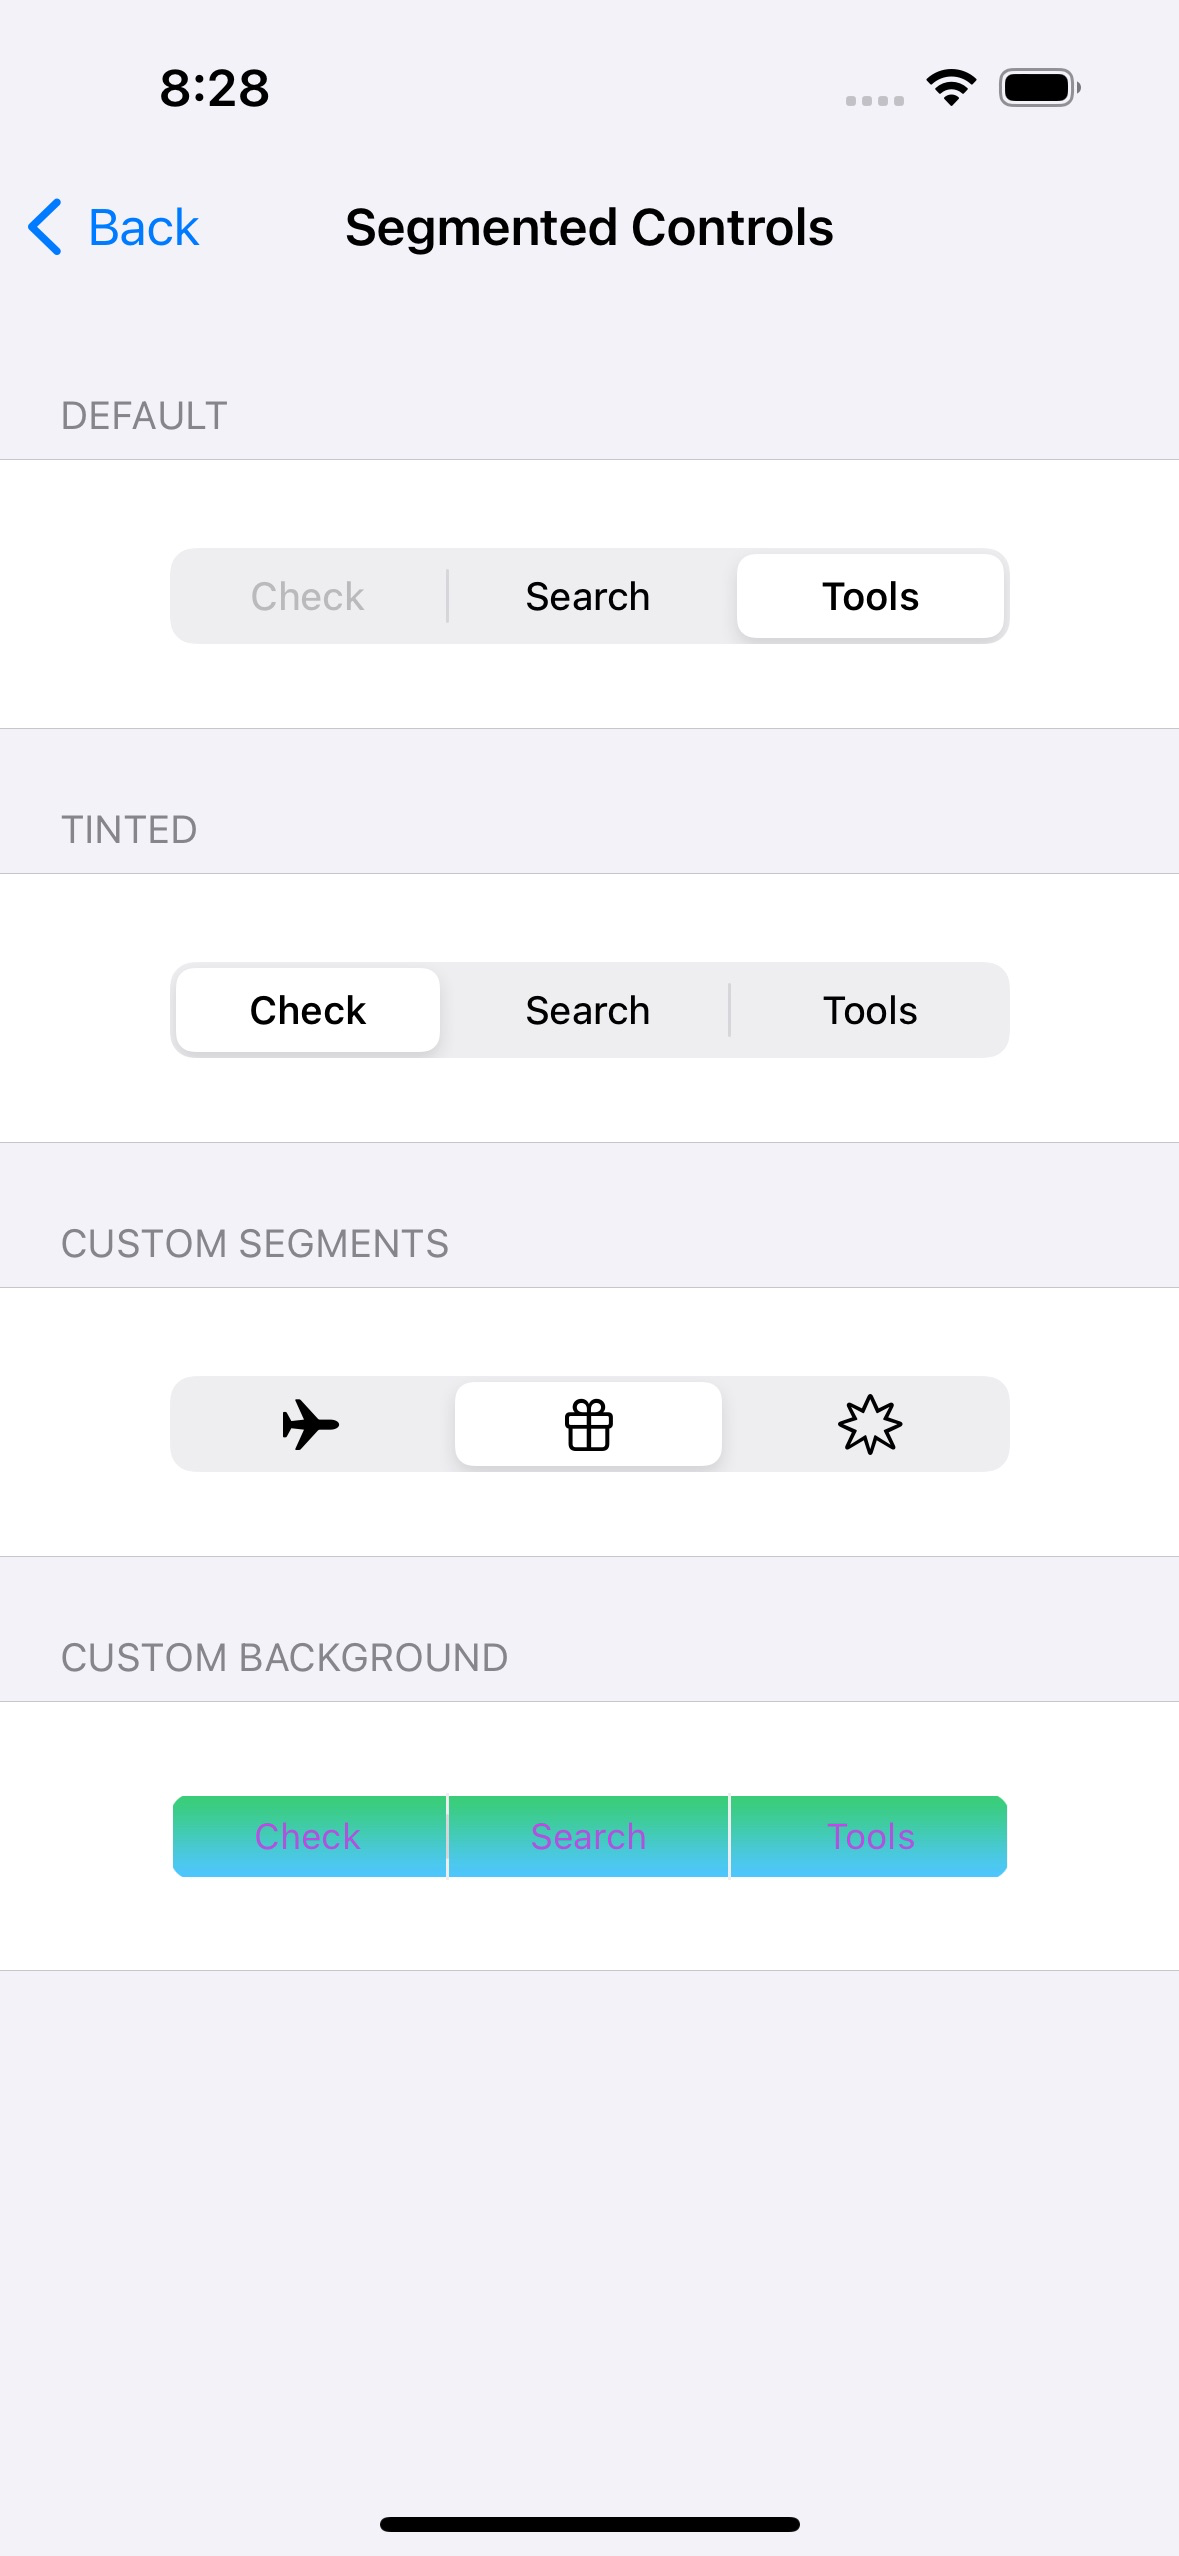 8:28
Back
Segmented Controls
DEFAULT
Check Search Tools
TINTED
Check Search Tools
CUSTOM SEGMENTS
CUSTOM BACKGROUND
Check Search Tools